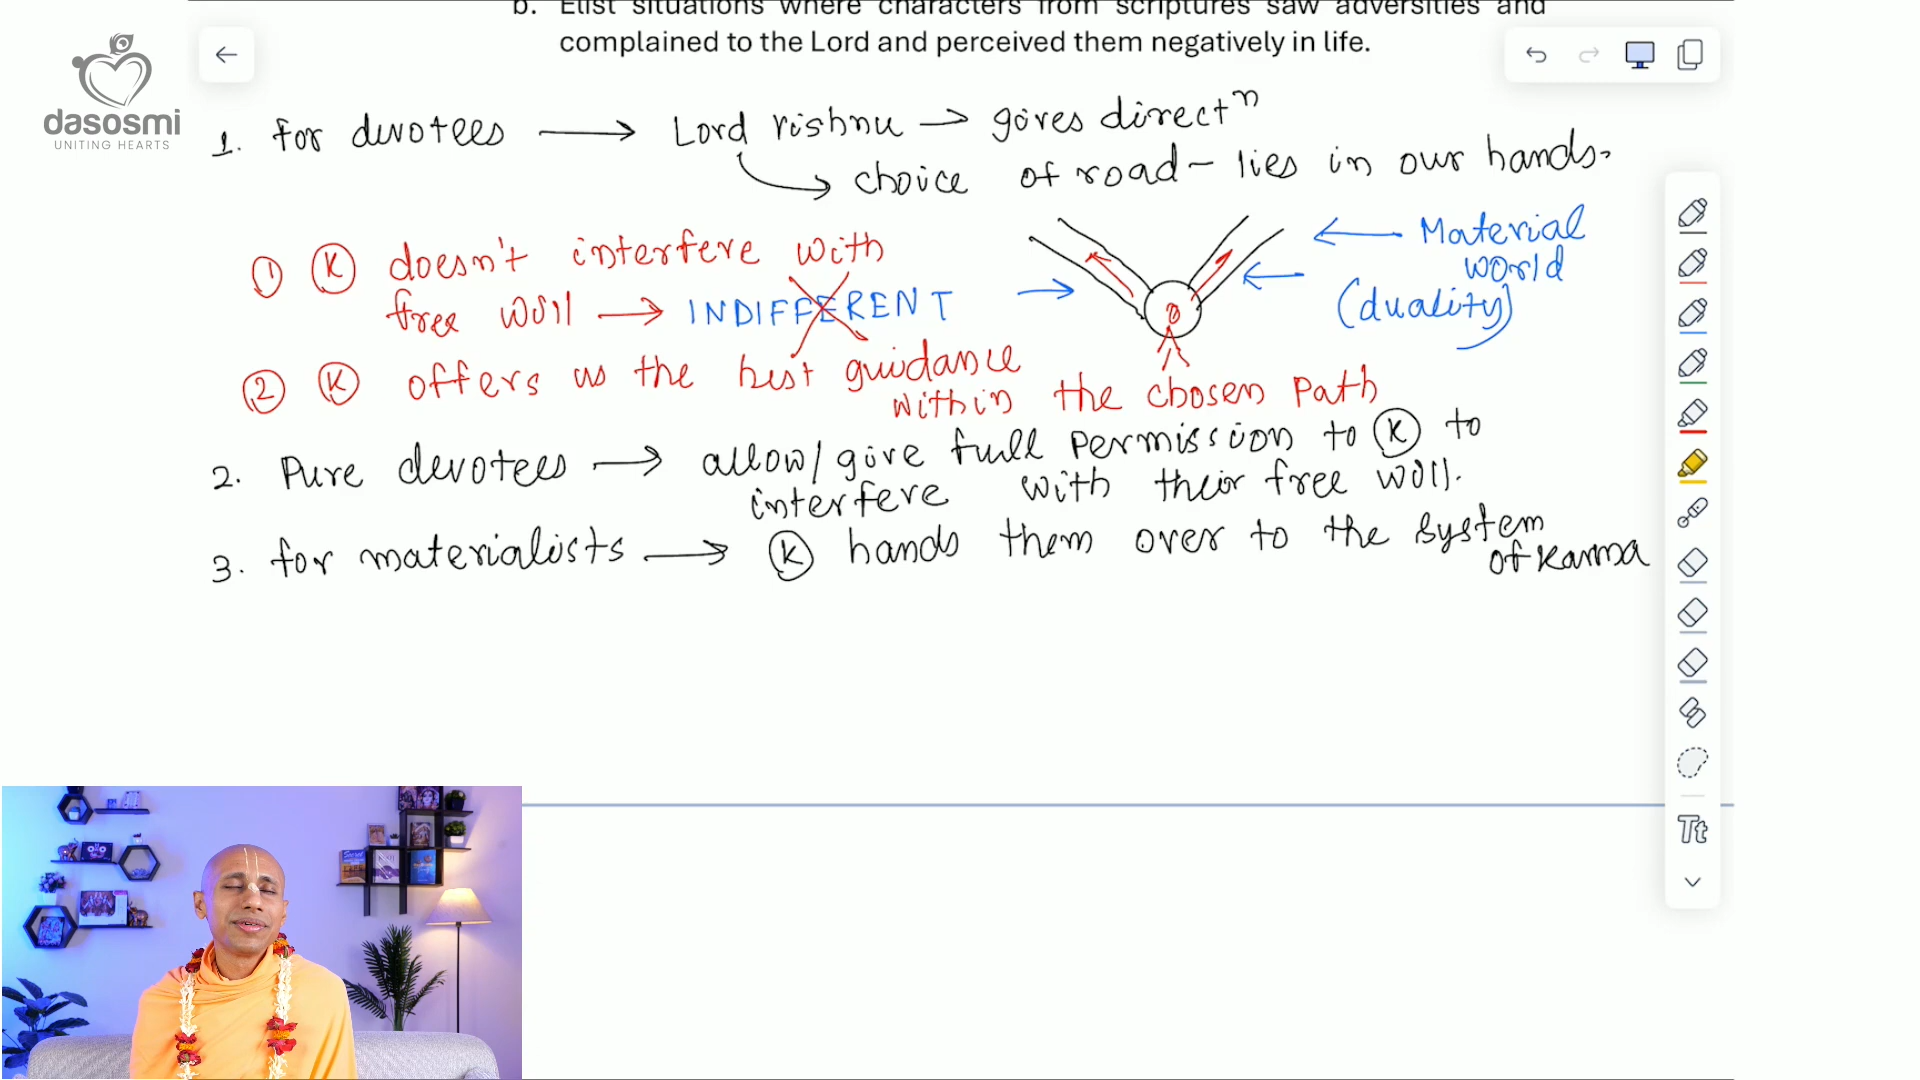 b. Elist situations where characters from scriptures saw adversities and
complained to the Lord and perceived them negatively in life.
dasosmi
UNITING HEARTS
1. for devotees → Lord Vishnu → gives directⁿ
→ choice of road - lies in our hands.
① Ⓚ doesn't interfere with
free will → INDIFFERENT
← Material
world
(duality)
② Ⓚ offers us the best guidance
within the chosen path
2. Pure devotees → allow/give full permission to Ⓚ to
interfere with their free will.
3. for materialists → Ⓚ hands them over to the system
of karma
Tt